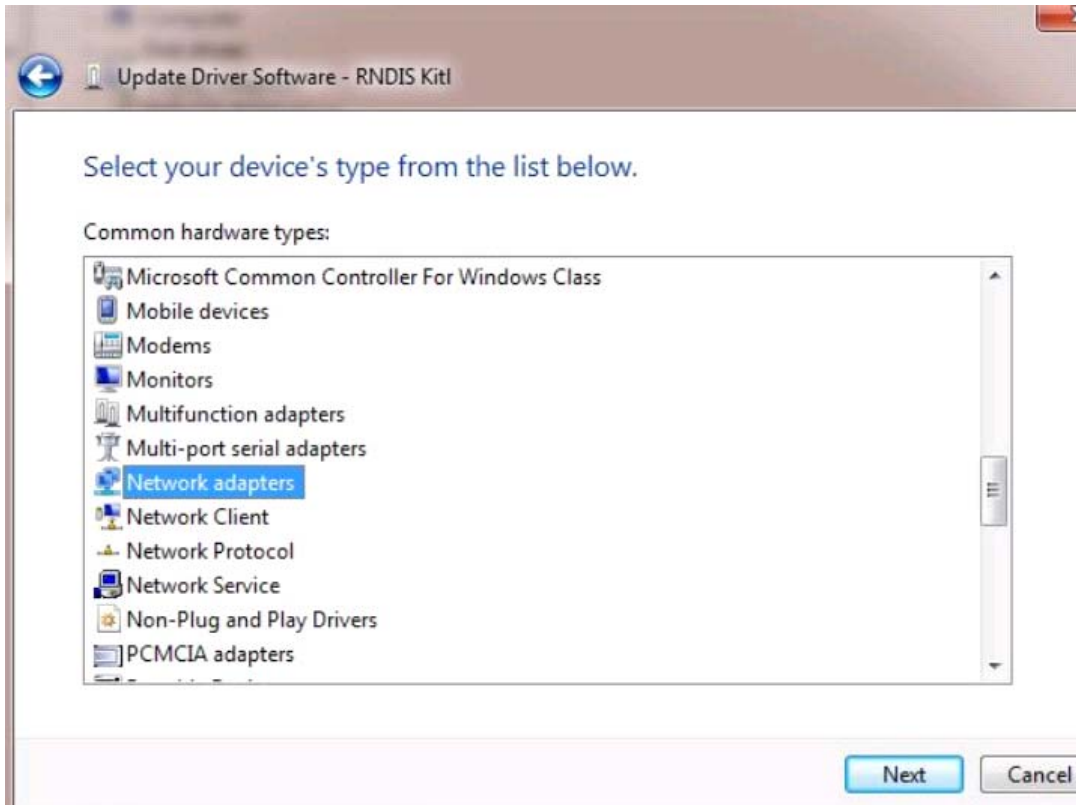 Update Driver Software - RNDIS Kitl
Select your device's type from the list below.
Common hardware types:
Microsoft Common Controller For Windows Class
Mobile devices
Modems
Monitors
Multifunction adapters
Multi-port serial adapters
Network adapters
Network Client
Network Protocol
Network Service
Non-Plug and Play Drivers
PCMCIA adapters
Next
Cancel